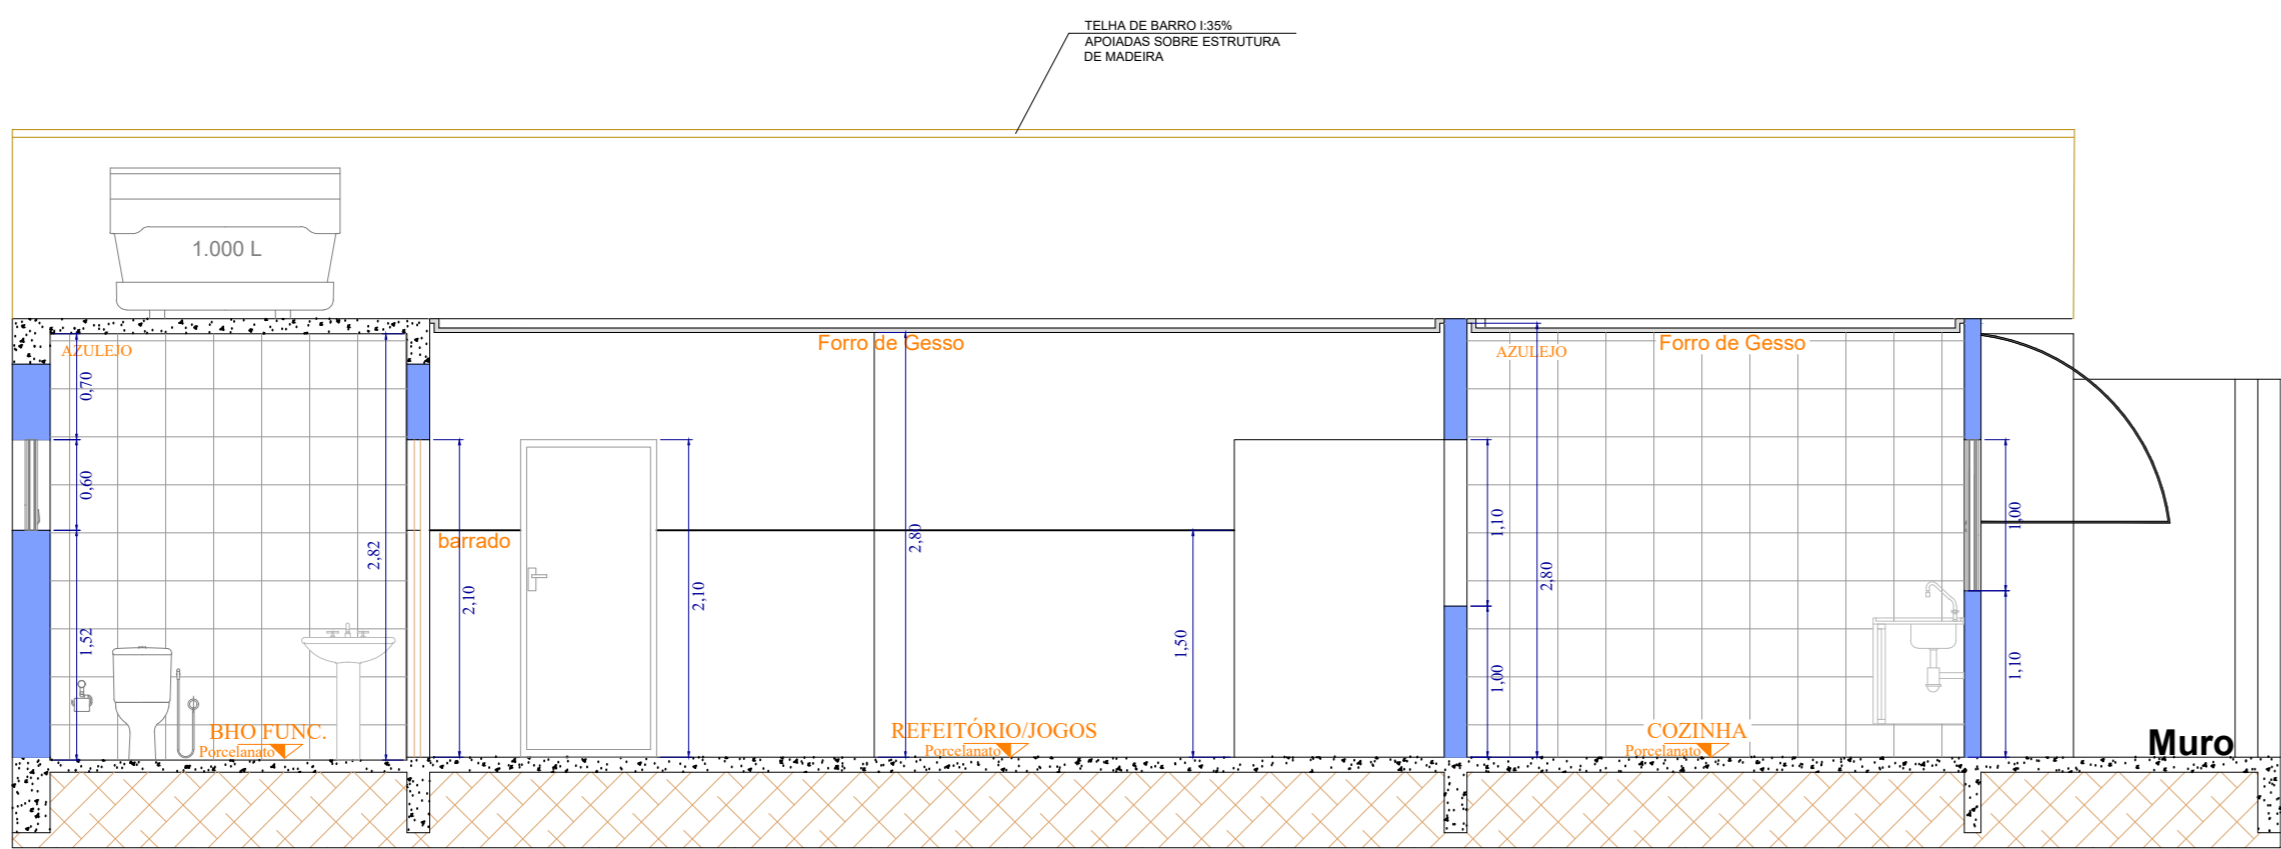 TELHA DE BARRO I:35%
APOIADAS SOBRE ESTRUTURA
DE MADEIRA
1.000 L
AZULEJO
Forro de Gesso
AZULEJO
Forro de Gesso
0,70
0,60
1,52
2,82
barrado
2,10
2,10
2,80
1,50
1,10
1,00
2,80
1,00
1,10
BHO FUNC.
Porcelanato
REFEITÓRIO/JOGOS
Porcelanato
COZINHA
Porcelanato
Muro